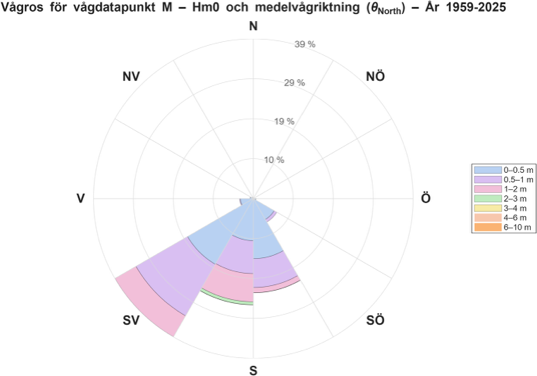 Vågros för vågdatapunkt M – Hm0 och medelvågriktning (θNorth) – År 1959-2025
N
39 %
NV
NÖ
29 %
19 %
10 %
0–0.5 m
0.5–1 m
1–2 m
2–3 m
3–4 m
4–6 m
6–10 m
V
Ö
SV
SÖ
S